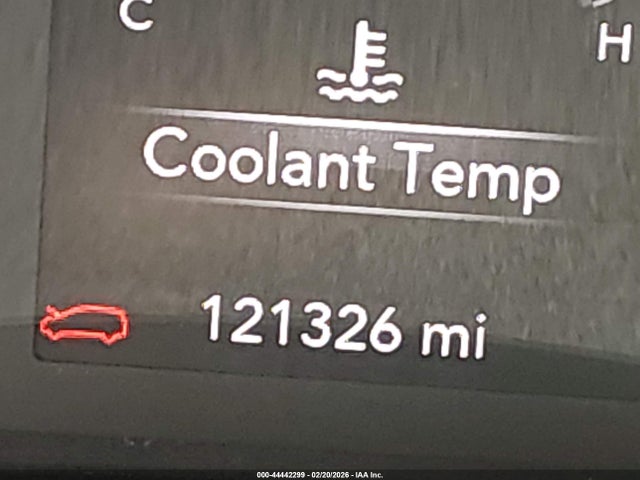 C
H
Coolant Temp
121326 mi
000-44442299 - 02/20/2026 - IAA Inc.